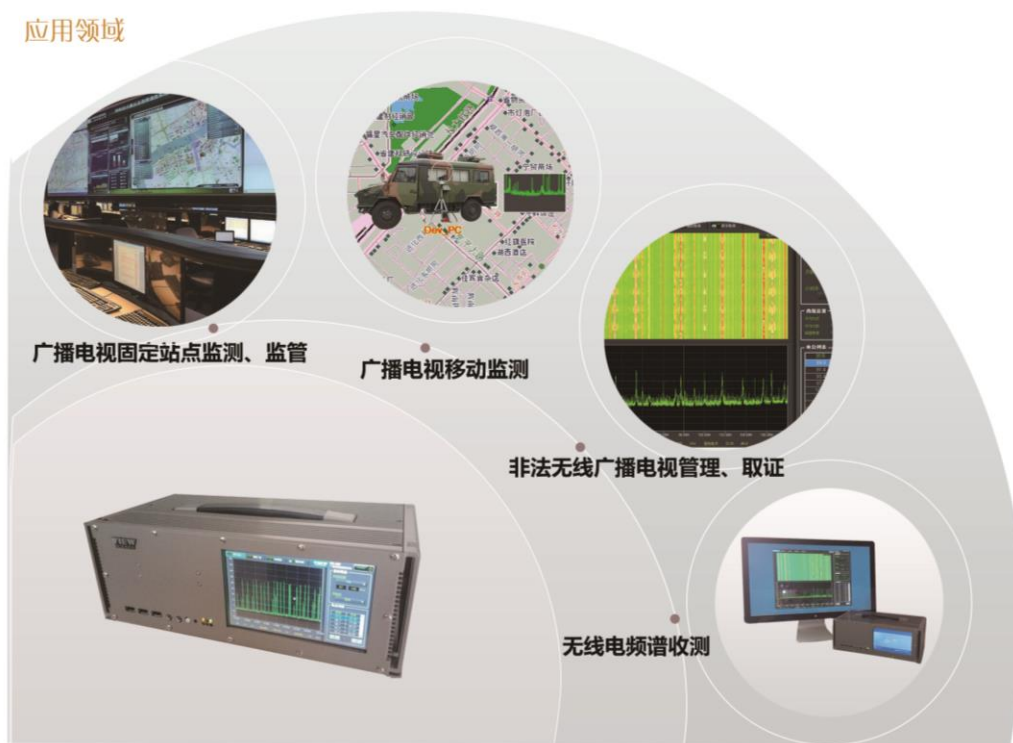 应用领域
Dev_PC
广播电视固定站点监测、监管
广播电视移动监测
非法无线广播电视管理、取证
无线电频谱收测